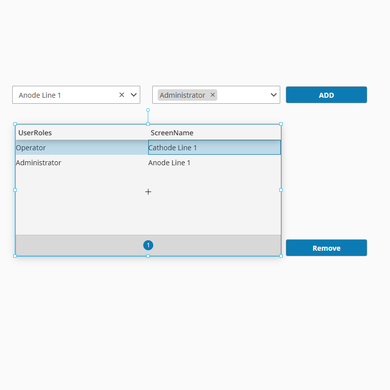 Anode Line 1
Administrator
ADD
UserRoles ScreenName
Operator Cathode Line 1
Administrator Anode Line 1
1
Remove